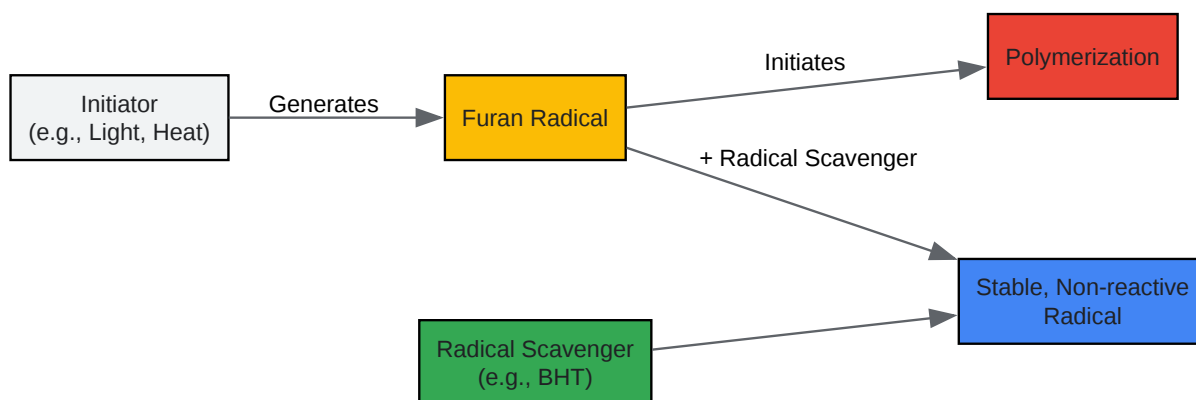 Initiator
(e.g., Light, Heat)
Generates
Furan Radical
Initiates
Polymerization
+ Radical Scavenger
Stable, Non-reactive
Radical
Radical Scavenger
(e.g., BHT)